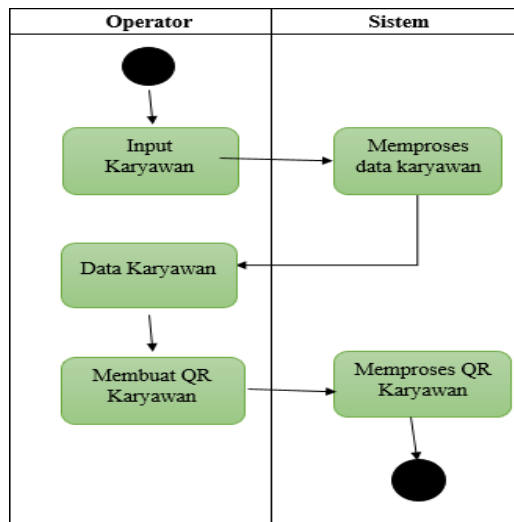 Operator
Sistem
Input
Karyawan
Memproses
data karyawan
Data Karyawan
Membuat QR
Karyawan
Memproses QR
Karyawan